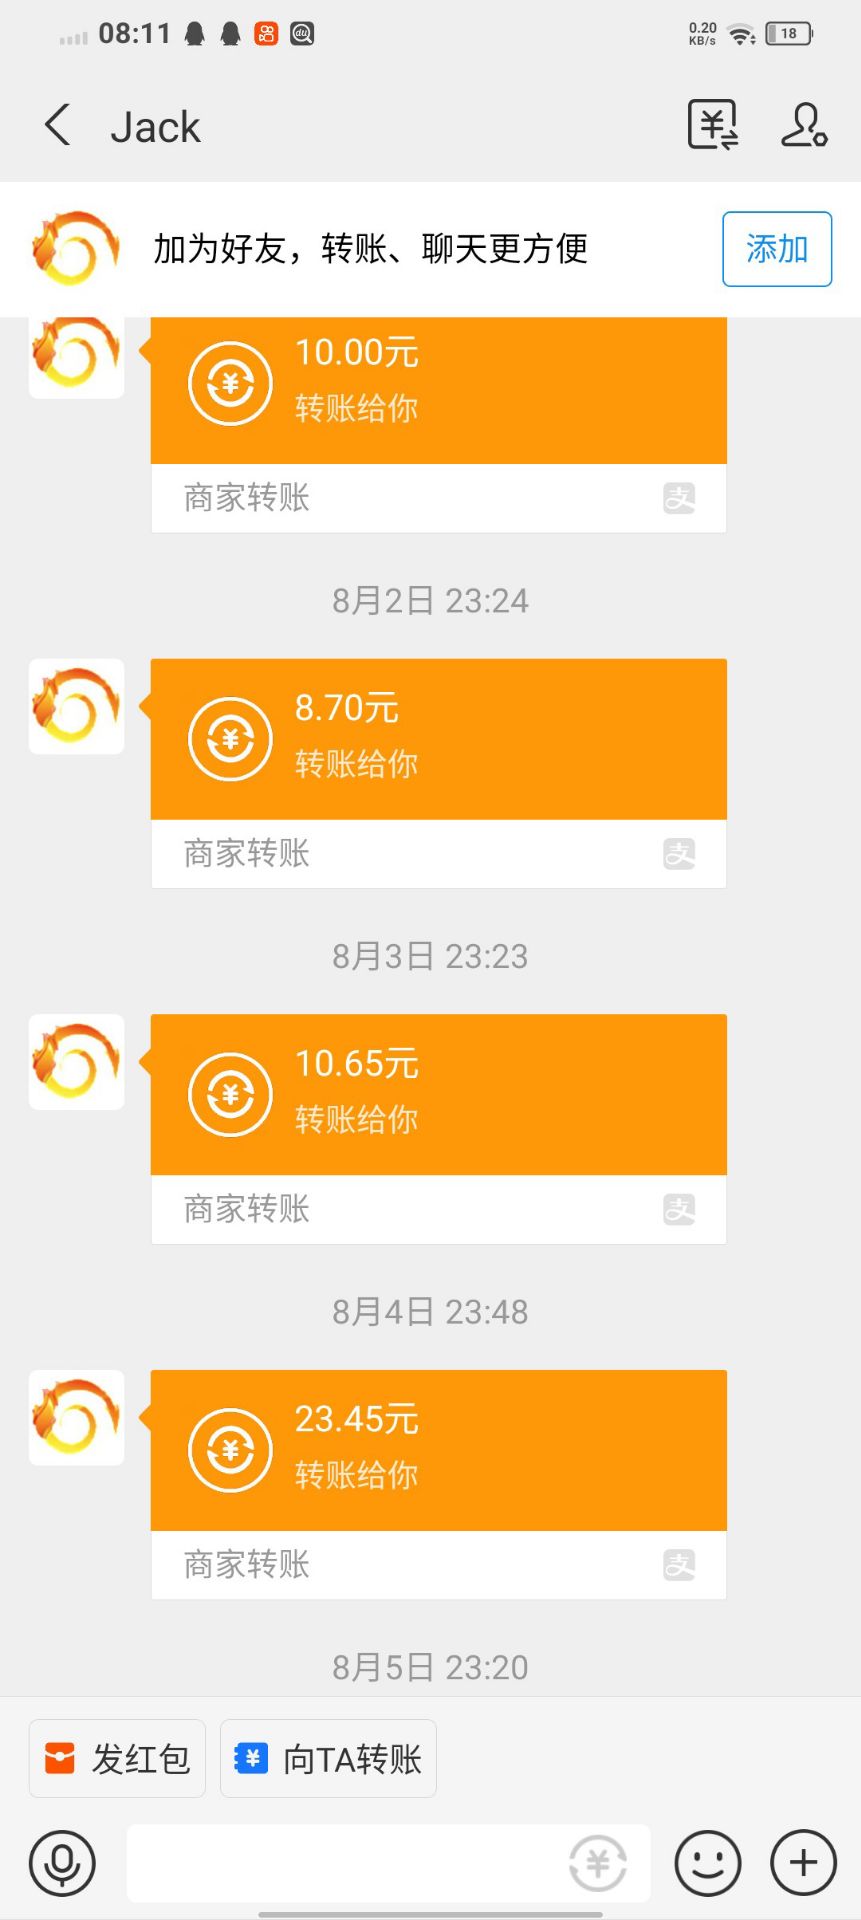 08:11
0.20
KB/s
18
Jack
加为好友，转账、聊天更方便
添加
10.00元
转账给你
商家转账
支
8月2日 23:24
8.70元
转账给你
商家转账
支
8月3日 23:23
10.65元
转账给你
商家转账
支
8月4日 23:48
23.45元
转账给你
商家转账
支
8月5日 23:20
发红包
向TA转账